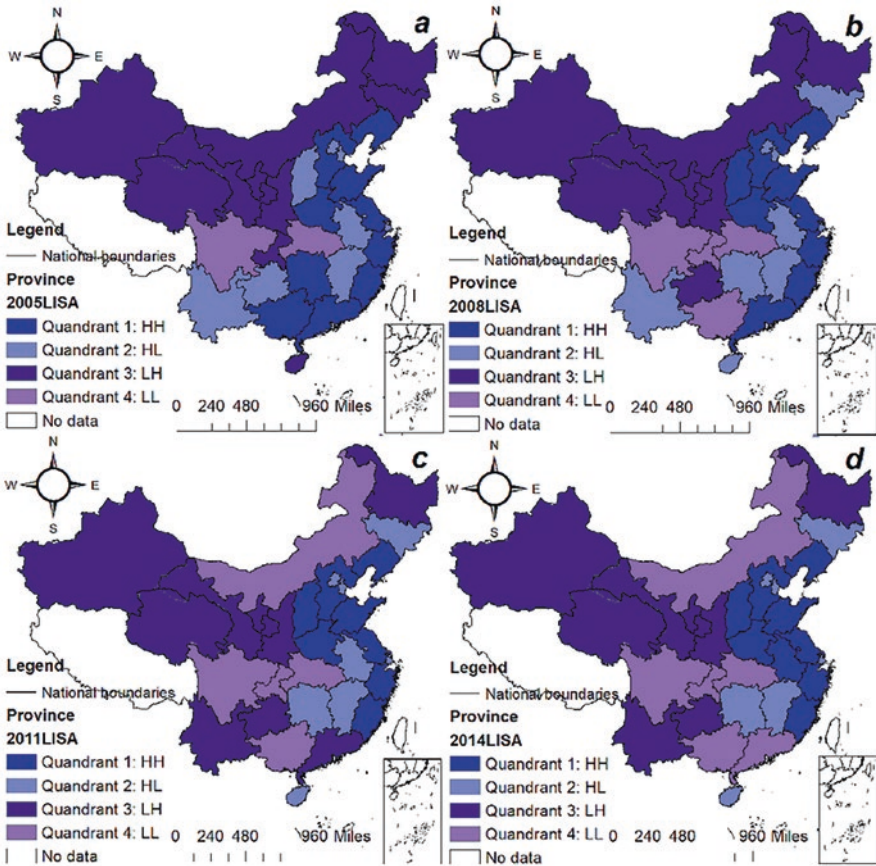 N
a
W E
S
Legend
National boundaries
Province
2005LISA
Quadrant 1: HH
Quadrant 2: HL
Quadrant 3: LH
Quadrant 4: LL
No data
0 240 480 960 Miles
N
b
W E
S
Legend
National boundaries
Province
2008LISA
Quadrant 1: HH
Quadrant 2: HL
Quadrant 3: LH
Quadrant 4: LL
No data
0 240 480 960 Miles
N
c
W E
S
Legend
National boundaries
Province
2011LISA
Quadrant 1: HH
Quadrant 2: HL
Quadrant 3: LH
Quadrant 4: LL
No data
0 240 480 960 Miles
N
d
W E
S
Legend
National boundaries
Province
2014LISA
Quadrant 1: HH
Quadrant 2: HL
Quadrant 3: LH
Quadrant 4: LL
No data
0 240 480 960 Miles